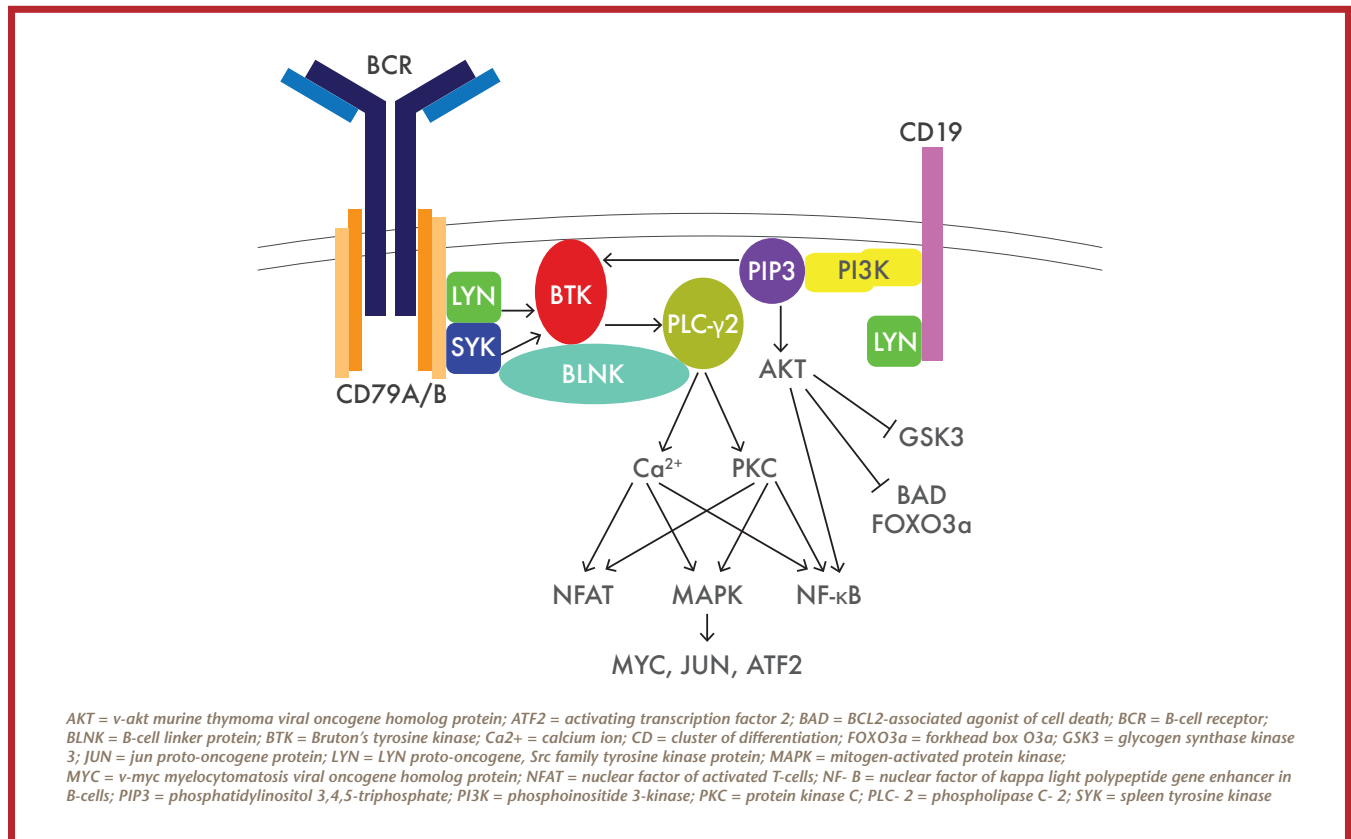 BCR
CD19
LYN
BTK
PIP3
PI3K
PLC-γ2
SYK
LYN
BLNK
AKT
CD79A/B
GSK3
Ca²⁺
PKC
BAD
FOXO3a
NFAT
MAPK
NF-κB
MYC, JUN, ATF2
AKT = v-akt murine thymoma viral oncogene homolog protein; ATF2 = activating transcription factor 2; BAD = BCL2-associated agonist of cell death; BCR = B-cell receptor;
BLNK = B-cell linker protein; BTK = Bruton’s tyrosine kinase; Ca2+ = calcium ion; CD = cluster of differentiation; FOXO3a = forkhead box O3a; GSK3 = glycogen synthase kinase
3; JUN = jun proto-oncogene protein; LYN = LYN proto-oncogene, Src family tyrosine kinase protein; MAPK = mitogen-activated protein kinase;
MYC = v-myc myelocytomatosis viral oncogene homolog protein; NFAT = nuclear factor of activated T-cells; NF- B = nuclear factor of kappa light polypeptide gene enhancer in
B-cells; PIP3 = phosphatidylinositol 3,4,5-triphosphate; PI3K = phosphoinositide 3-kinase; PKC = protein kinase C; PLC- 2 = phospholipase C- 2; SYK = spleen tyrosine kinase